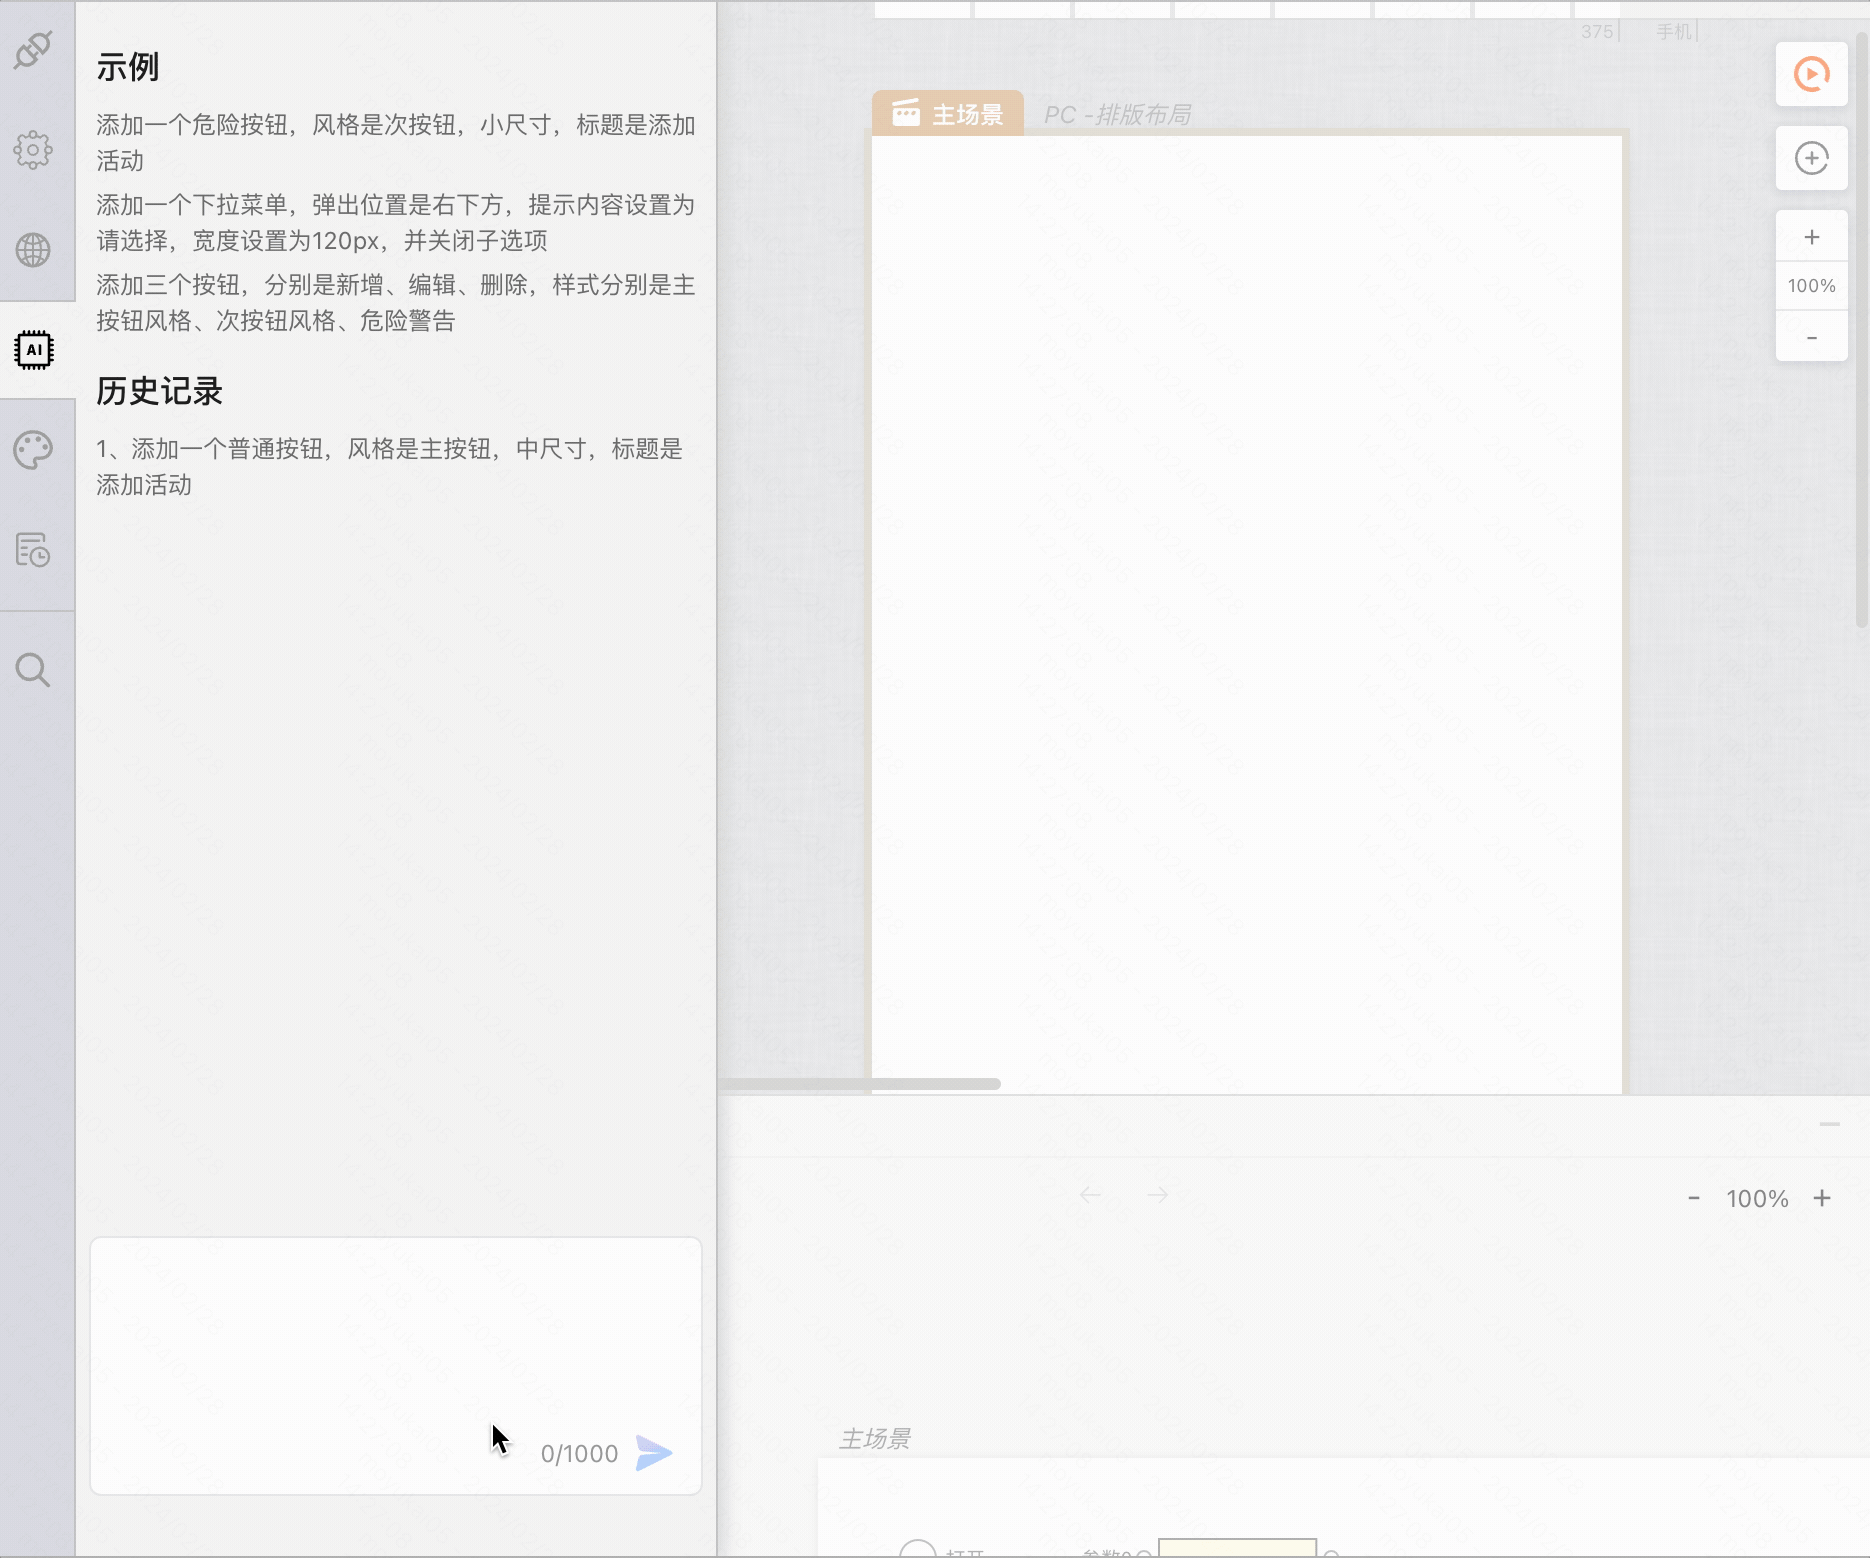 示例
添加一个危险按钮，风格是次按钮，小尺寸，标题是添加
活动
添加一个下拉菜单，弹出位置是右下方，提示内容设置为
请选择，宽度设置为120px，并关闭子选项
添加三个按钮，分别是新增、编辑、删除，样式分别是主
按钮风格、次按钮风格、危险警告
AI
历史记录
1、添加一个普通按钮，风格是主按钮，中尺寸，标题是
添加活动
0/1000
375
手机
主场景
PC -排版布局
+
100%
-
- 100% +
主场景
打开